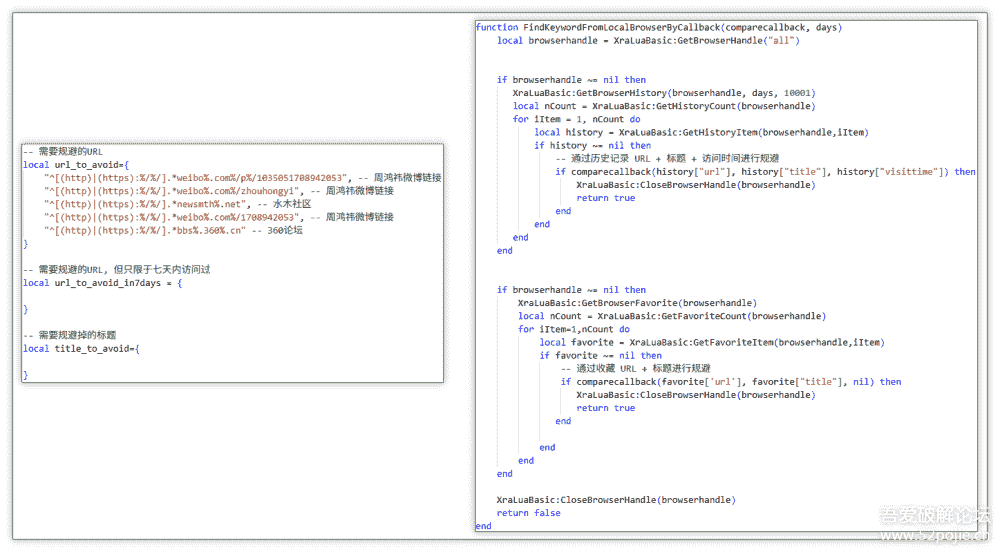 -- 需要规避的URL
local url_to_avoid={
    "^[(http)|(https):%/%/].*weibo%.com%/p%/1035051708942053", -- 周鸿祎微博链接
    "^[(http)|(https):%/%/].*weibo%.com%/zhouhongyi", -- 周鸿祎微博链接
    "^[(http)|(https):%/%/].*newsmth%.net", -- 水木社区
    "^[(http)|(https):%/%/].*weibo%.com%/1708942053", -- 周鸿祎微博链接
    "^[(http)|(https):%/%/].*bbs%.360%.cn" -- 360论坛
}
-- 需要规避的URL, 但只限于七天内访问过
local url_to_avoid_in7days = {
}
-- 需要规避掉的标题
local title_to_avoid={
}
function FindKeywordFromLocalBrowserByCallback(comparecallback, days)
    local browserhandle = XraLuaBasic:GetBrowserHandle("all")
    if browserhandle ~= nil then
        XraLuaBasic:GetBrowserHistory(browserhandle, days, 10001)
        local nCount = XraLuaBasic:GetHistoryCount(browserhandle)
        for iItem = 1, nCount do
            local history = XraLuaBasic:GetHistoryItem(browserhandle,iItem)
            if history ~= nil then
                -- 通过历史记录 URL + 标题 + 访问时间进行规避
                if comparecallback(history["url"], history["title"], history["visittime"]) then
                    XraLuaBasic:CloseBrowserHandle(browserhandle)
                    return true
                end
            end
        end
    end
    if browserhandle ~= nil then
        XraLuaBasic:GetBrowserFavorite(browserhandle)
        local nCount = XraLuaBasic:GetFavoriteCount(browserhandle)
        for iItem=1,nCount do
            local favorite = XraLuaBasic:GetFavoriteItem(browserhandle,iItem)
            if favorite ~= nil then
                -- 通过收藏 URL + 标题进行规避
                if comparecallback(favorite['url'], favorite["title"], nil) then
                    XraLuaBasic:CloseBrowserHandle(browserhandle)
                    return true
                end
            end
        end
    end
    XraLuaBasic:CloseBrowserHandle(browserhandle)
    return false
end
吾爱破解论坛
www.52pojie.cn